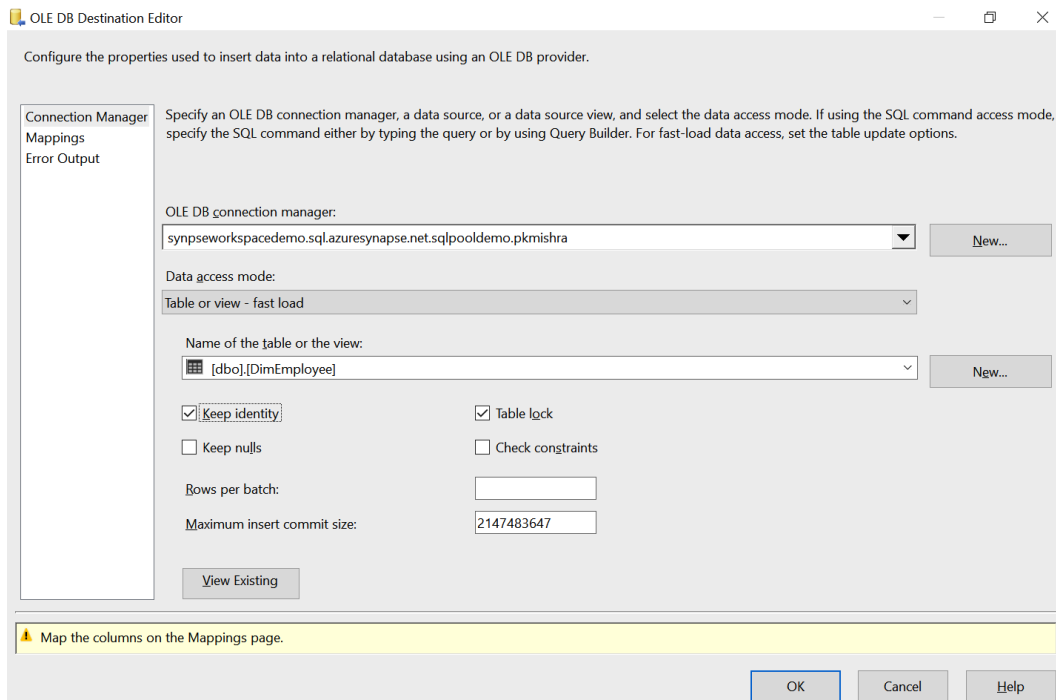 OLE DB Destination Editor
Configure the properties used to insert data into a relational database using an OLE DB provider.
Connection Manager
Mappings
Error Output
Specify an OLE DB connection manager, a data source, or a data source view, and select the data access mode. If using the SQL command access mode,
specify the SQL command either by typing the query or by using Query Builder. For fast-load data access, set the table update options.
OLE DB connection manager:
synpseworkspacedemo.sql.azuresynapse.net.sqlpooldemo.pkmishra
New...
Data access mode:
Table or view - fast load
Name of the table or the view:
[dbo].[DimEmployee]
New...
Keep identity
Table lock
Keep nulls
Check constraints
Rows per batch:
Maximum insert commit size:
2147483647
View Existing
Map the columns on the Mappings page.
OK
Cancel
Help